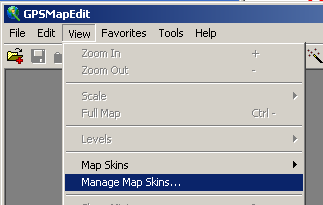 GPSMapEdit
File Edit View Favorites Tools Help
Zoom In +
Zoom Out -
Scale
Full Map Ctrl -
Levels
Map Skins
Manage Map Skins...